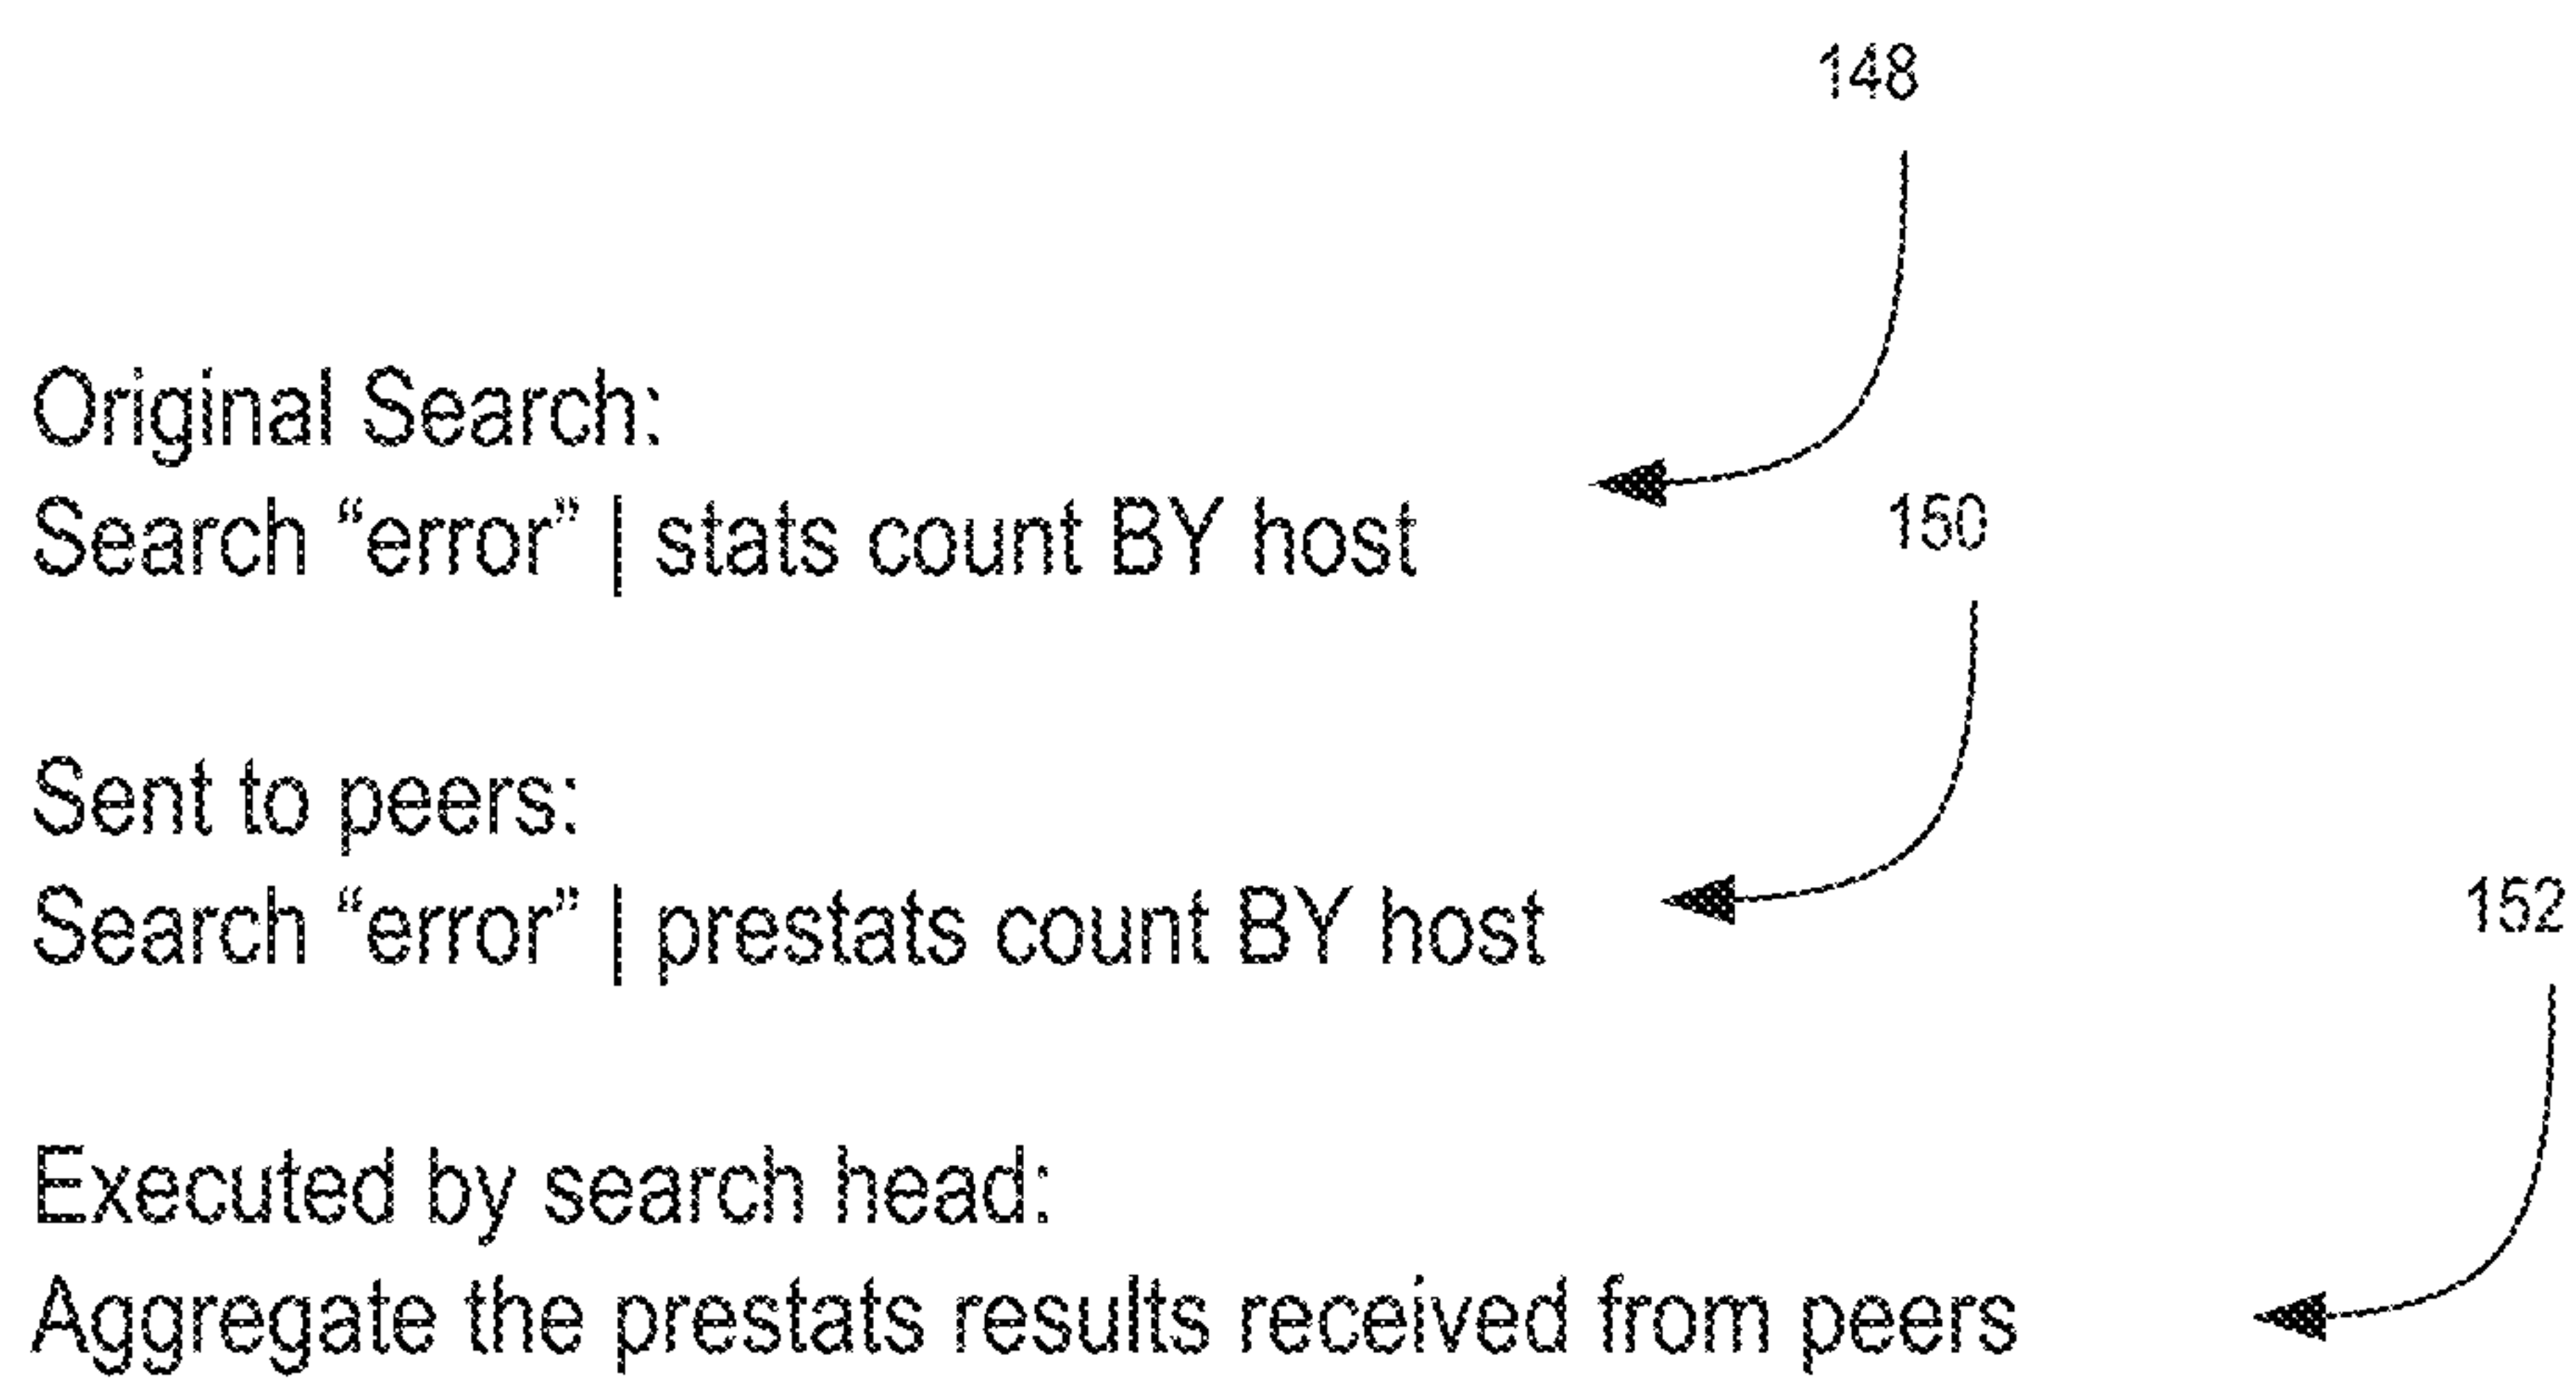 148
Original Search:
Search “error” | stats count BY host
150
Sent to peers:
Search “error” | prestats count BY host
152
Executed by search head:
Aggregate the prestats results received from peers